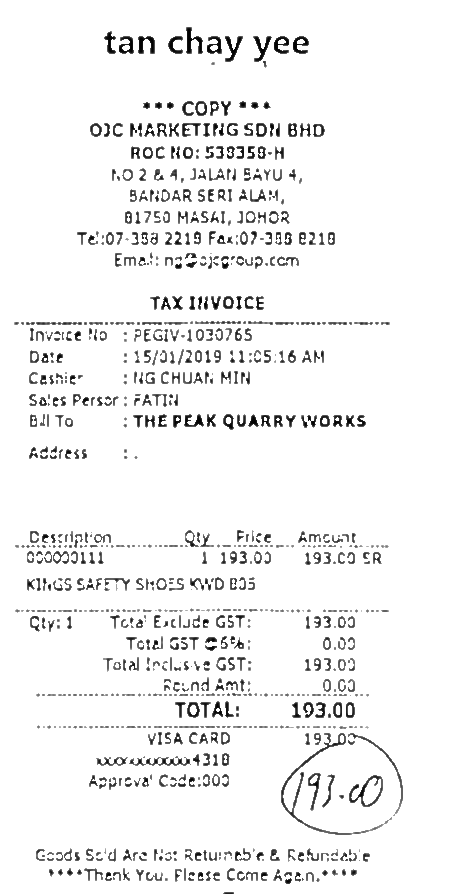 tan chay yee
*** COPY ***
OJC MARKETING SDN BHD
ROC NO: 538358-H
NO 2 & 4, JALAN BAYU 4,
BANDAR SERI ALAM,
81750 MASAI, JOHOR
Tel:07-388 2218 Fax:07-388 8218
Email: ng@ojcgroup.com
TAX INVOICE
Invoice No : PEGIV-1030765
Date : 15/01/2019 11:05:16 AM
Cashier : NG CHUAN MIN
Sales Person : FATIN
Bill To : THE PEAK QUARRY WORKS
Address : .
Description Qty Price Amount
000000111 1 193.00 193.00 SR
KINGS SAFETY SHOES KWD 805
Qty: 1 Total Exclude GST: 193.00
Total GST @6%: 0.00
Total Inclusive GST: 193.00
Round Amt: 0.00
TOTAL: 193.00
VISA CARD 193.00
xxxxxxxxxxxx4318
Approval Code:000
193.00
Goods Sold Are Not Returnable & Refundable
****Thank You. Please Come Again.****